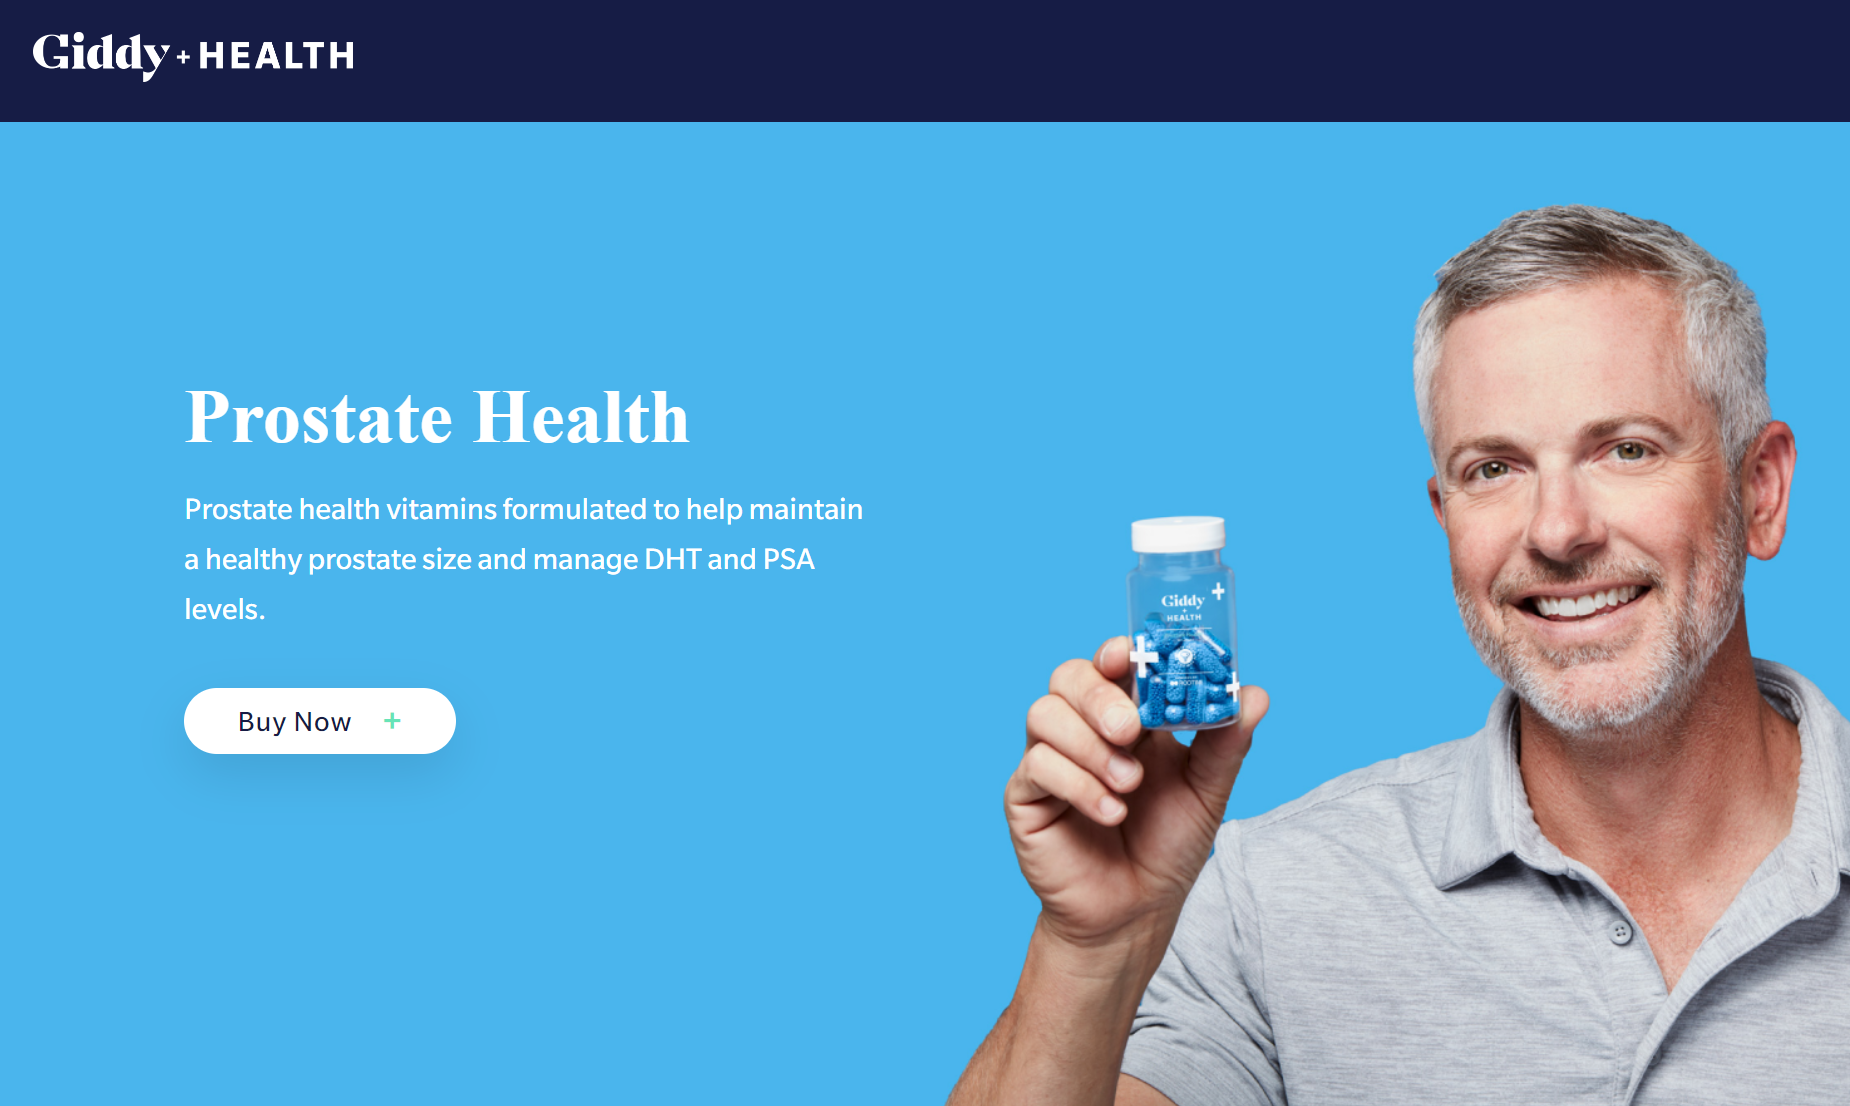 Giddy + HEALTH
Prostate Health
Prostate health vitamins formulated to help maintain
a healthy prostate size and manage DHT and PSA
levels.
Buy Now +
Giddy
+
HEALTH